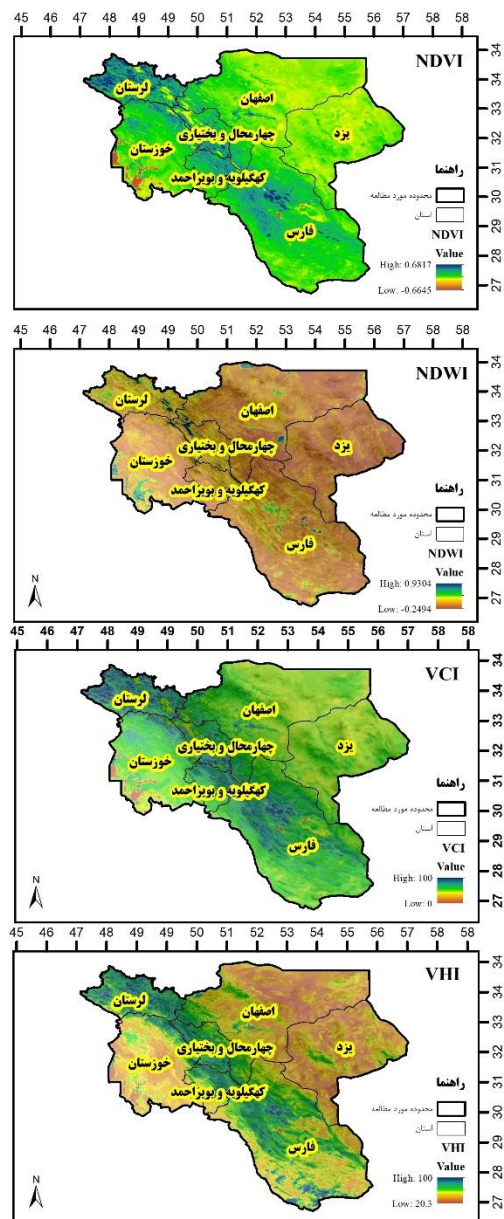 45 46 47 48 49 50 51 52 53 54 55 56 57 58
NDVI
34
33
32
31
30
29
28
27
لرستان
اصفهان
چهارمحال و بختیاری
یزد
خوزستان
کهگیلویه و بویراحمد
فارس
راهنما
محدوده مورد مطالعه
استان
NDVI
Value
High: 0.6817
Low: -0.6645
45 46 47 48 49 50 51 52 53 54 55 56 57 58
NDWI
34
33
32
31
30
29
28
27
لرستان
اصفهان
چهارمحال و بختیاری
یزد
خوزستان
کهگیلویه و بویراحمد
فارس
راهنما
محدوده مورد مطالعه
استان
NDWI
Value
High: 0.9304
Low: -0.2494
N
45 46 47 48 49 50 51 52 53 54 55 56 57 58
VCI
34
33
32
31
30
29
28
27
لرستان
اصفهان
چهارمحال و بختیاری
یزد
خوزستان
کهگیلویه و بویراحمد
فارس
راهنما
محدوده مورد مطالعه
استان
VCI
Value
High: 100
Low: 0
N
45 46 47 48 49 50 51 52 53 54 55 56 57 58
VHI
34
33
32
31
30
29
28
27
لرستان
اصفهان
چهارمحال و بختیاری
یزد
خوزستان
کهگیلویه و بویراحمد
فارس
راهنما
محدوده مورد مطالعه
استان
VHI
Value
High: 100
Low: 20.3
N